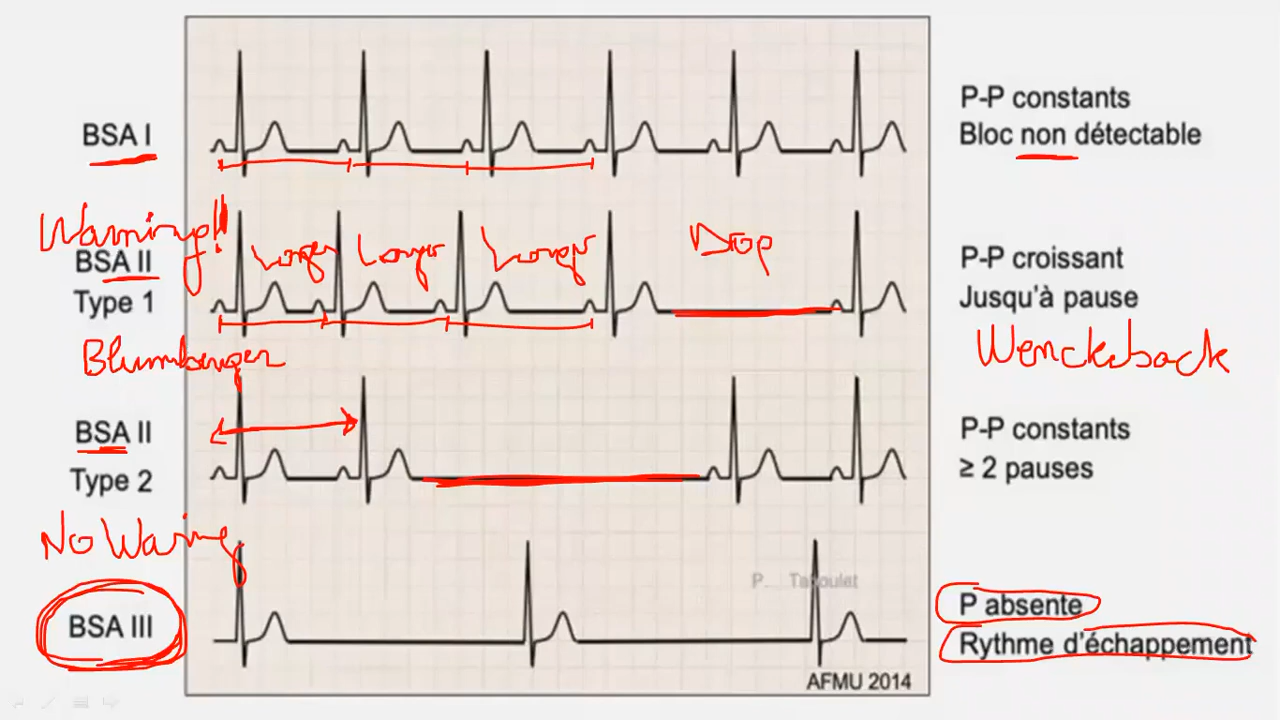 BSA I
P-P constants
Bloc non détectable
Warning!!
BSA II
Type 1
Longer Longer Longer Drop
P-P croissant
Jusqu'à pause
Blumberger
Wenckeback
BSA II
Type 2
P-P constants
≥ 2 pauses
No Waring
BSA III
P absente
Rythme d'échappement
AFMU 2014